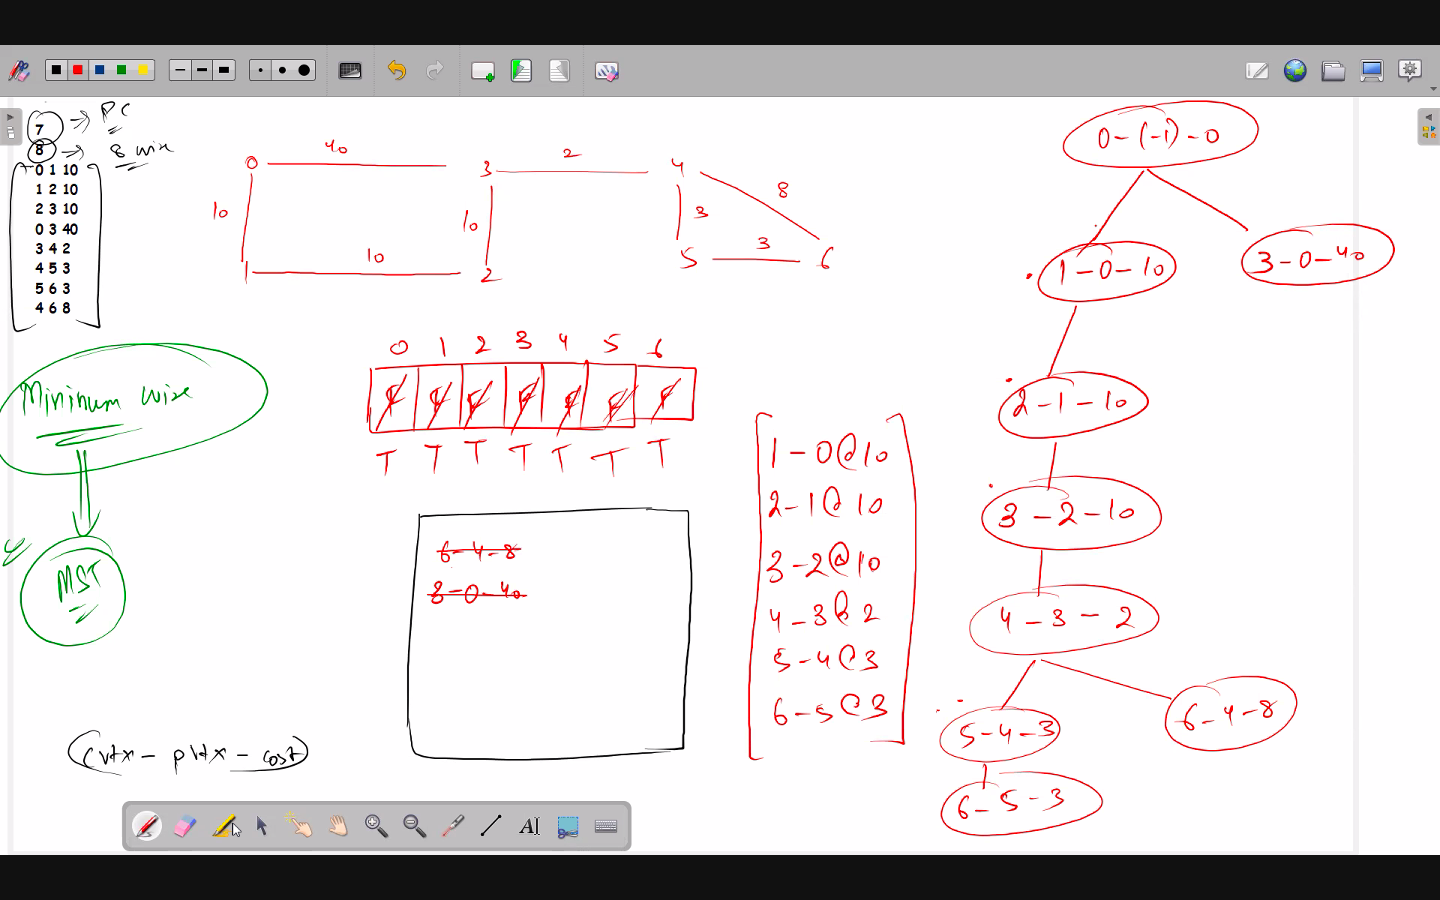 7 → PC
8 → 8 wire
0 1 10
1 2 10
2 3 10
0 3 40
3 4 2
4 5 3
5 6 3
4 6 8
Minimum wire
MST
(vtx - pvtx - cost)
0 40 3 2 4
10 10 3 8
1 10 2 5 3 6
0 1 2 3 4 5 6
F F F F F F F
T T T T T T T
6-4-8
3-0-40
1-0@10
2-1@10
3-2@10
4-3@2
5-4@3
6-5@3
0-(-1)-0
1-0-10
3-0-40
2-1-10
3-2-10
4-3-2
5-4-3
6-4-8
6-5-3
A